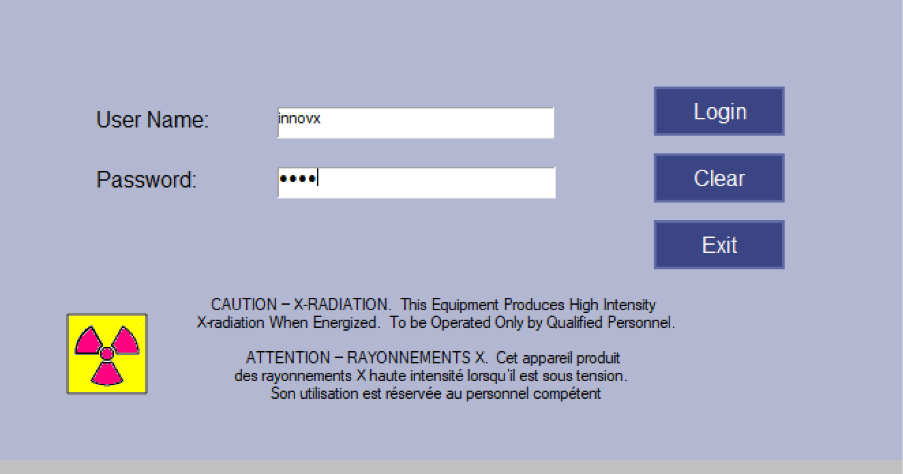 User Name:
innovx
Login
Password:
••••
Clear
Exit
CAUTION – X-RADIATION. This Equipment Produces High Intensity
X-radiation When Energized. To be Operated Only by Qualified Personnel.
ATTENTION – RAYONNEMENTS X. Cet appareil produit
des rayonnements X haute intensité lorsqu'il est sous tension.
Son utilisation est réservée au personnel compétent